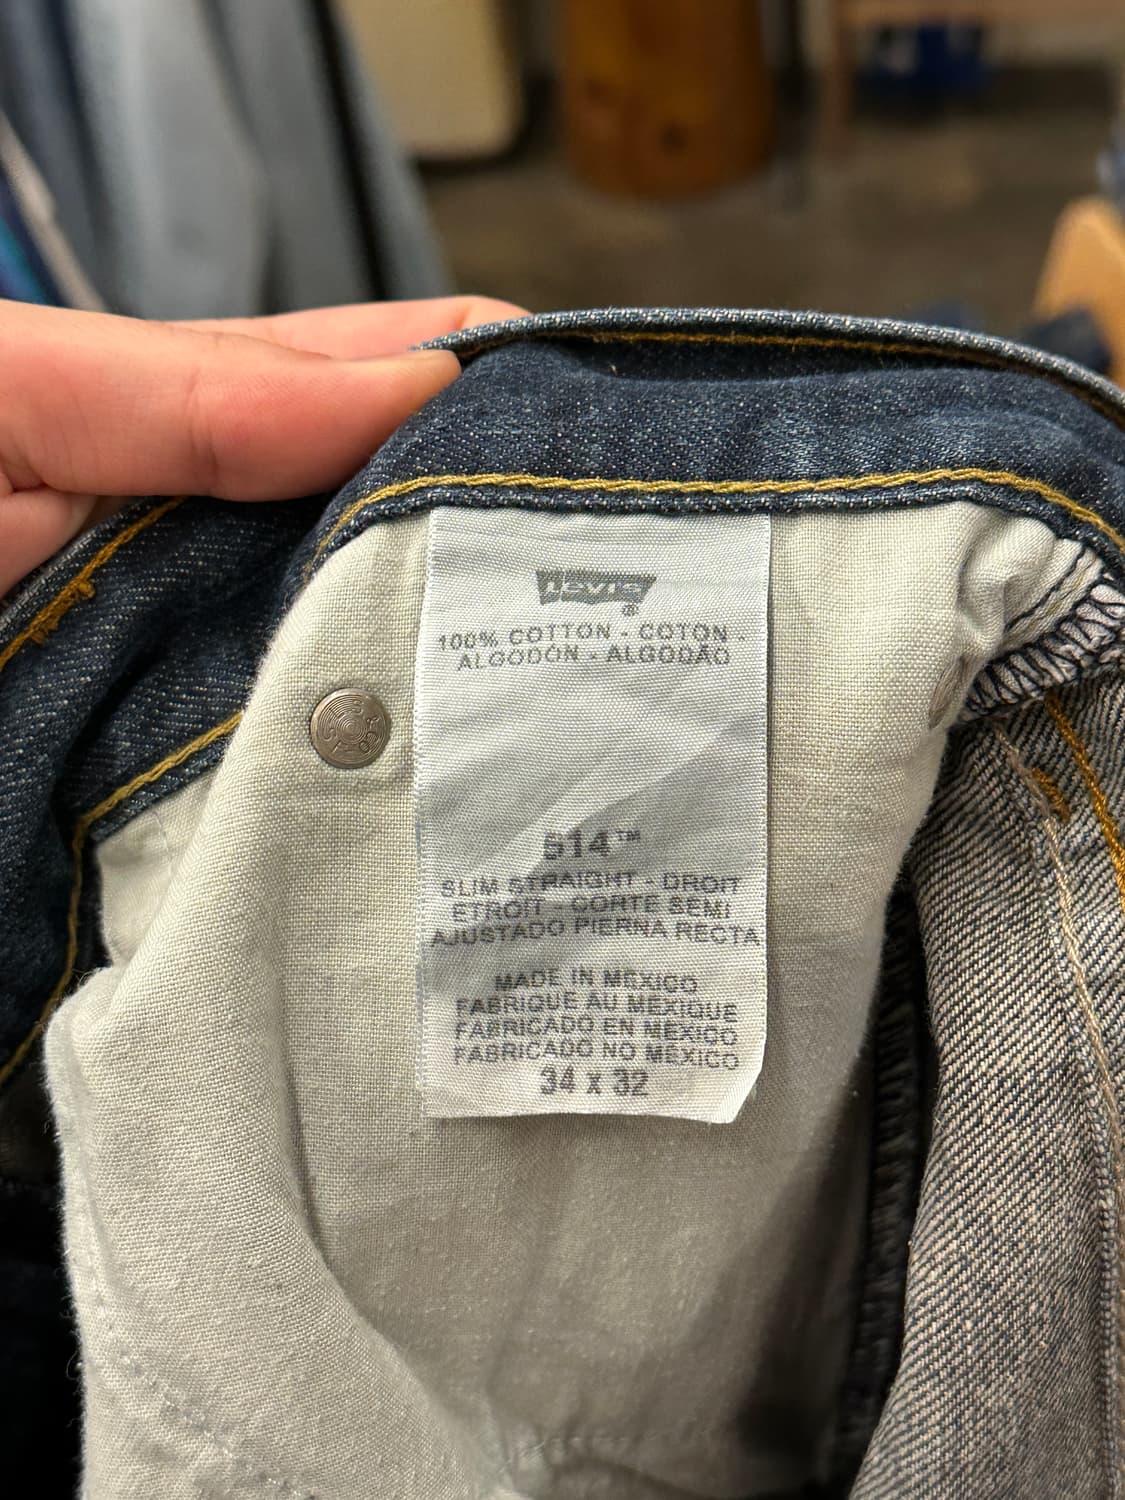 Levi's
®
100% COTTON - COTON -
ALGODÓN - ALGODÃO
514™
SLIM STRAIGHT - DROIT
ETROIT - CORTE SEMI
AJUSTADO PIERNA RECTA
MADE IN MEXICO
FABRIQUE AU MEXIQUE
FABRICADO EN MEXICO
FABRICADO NO MÉXICO
34 x 32